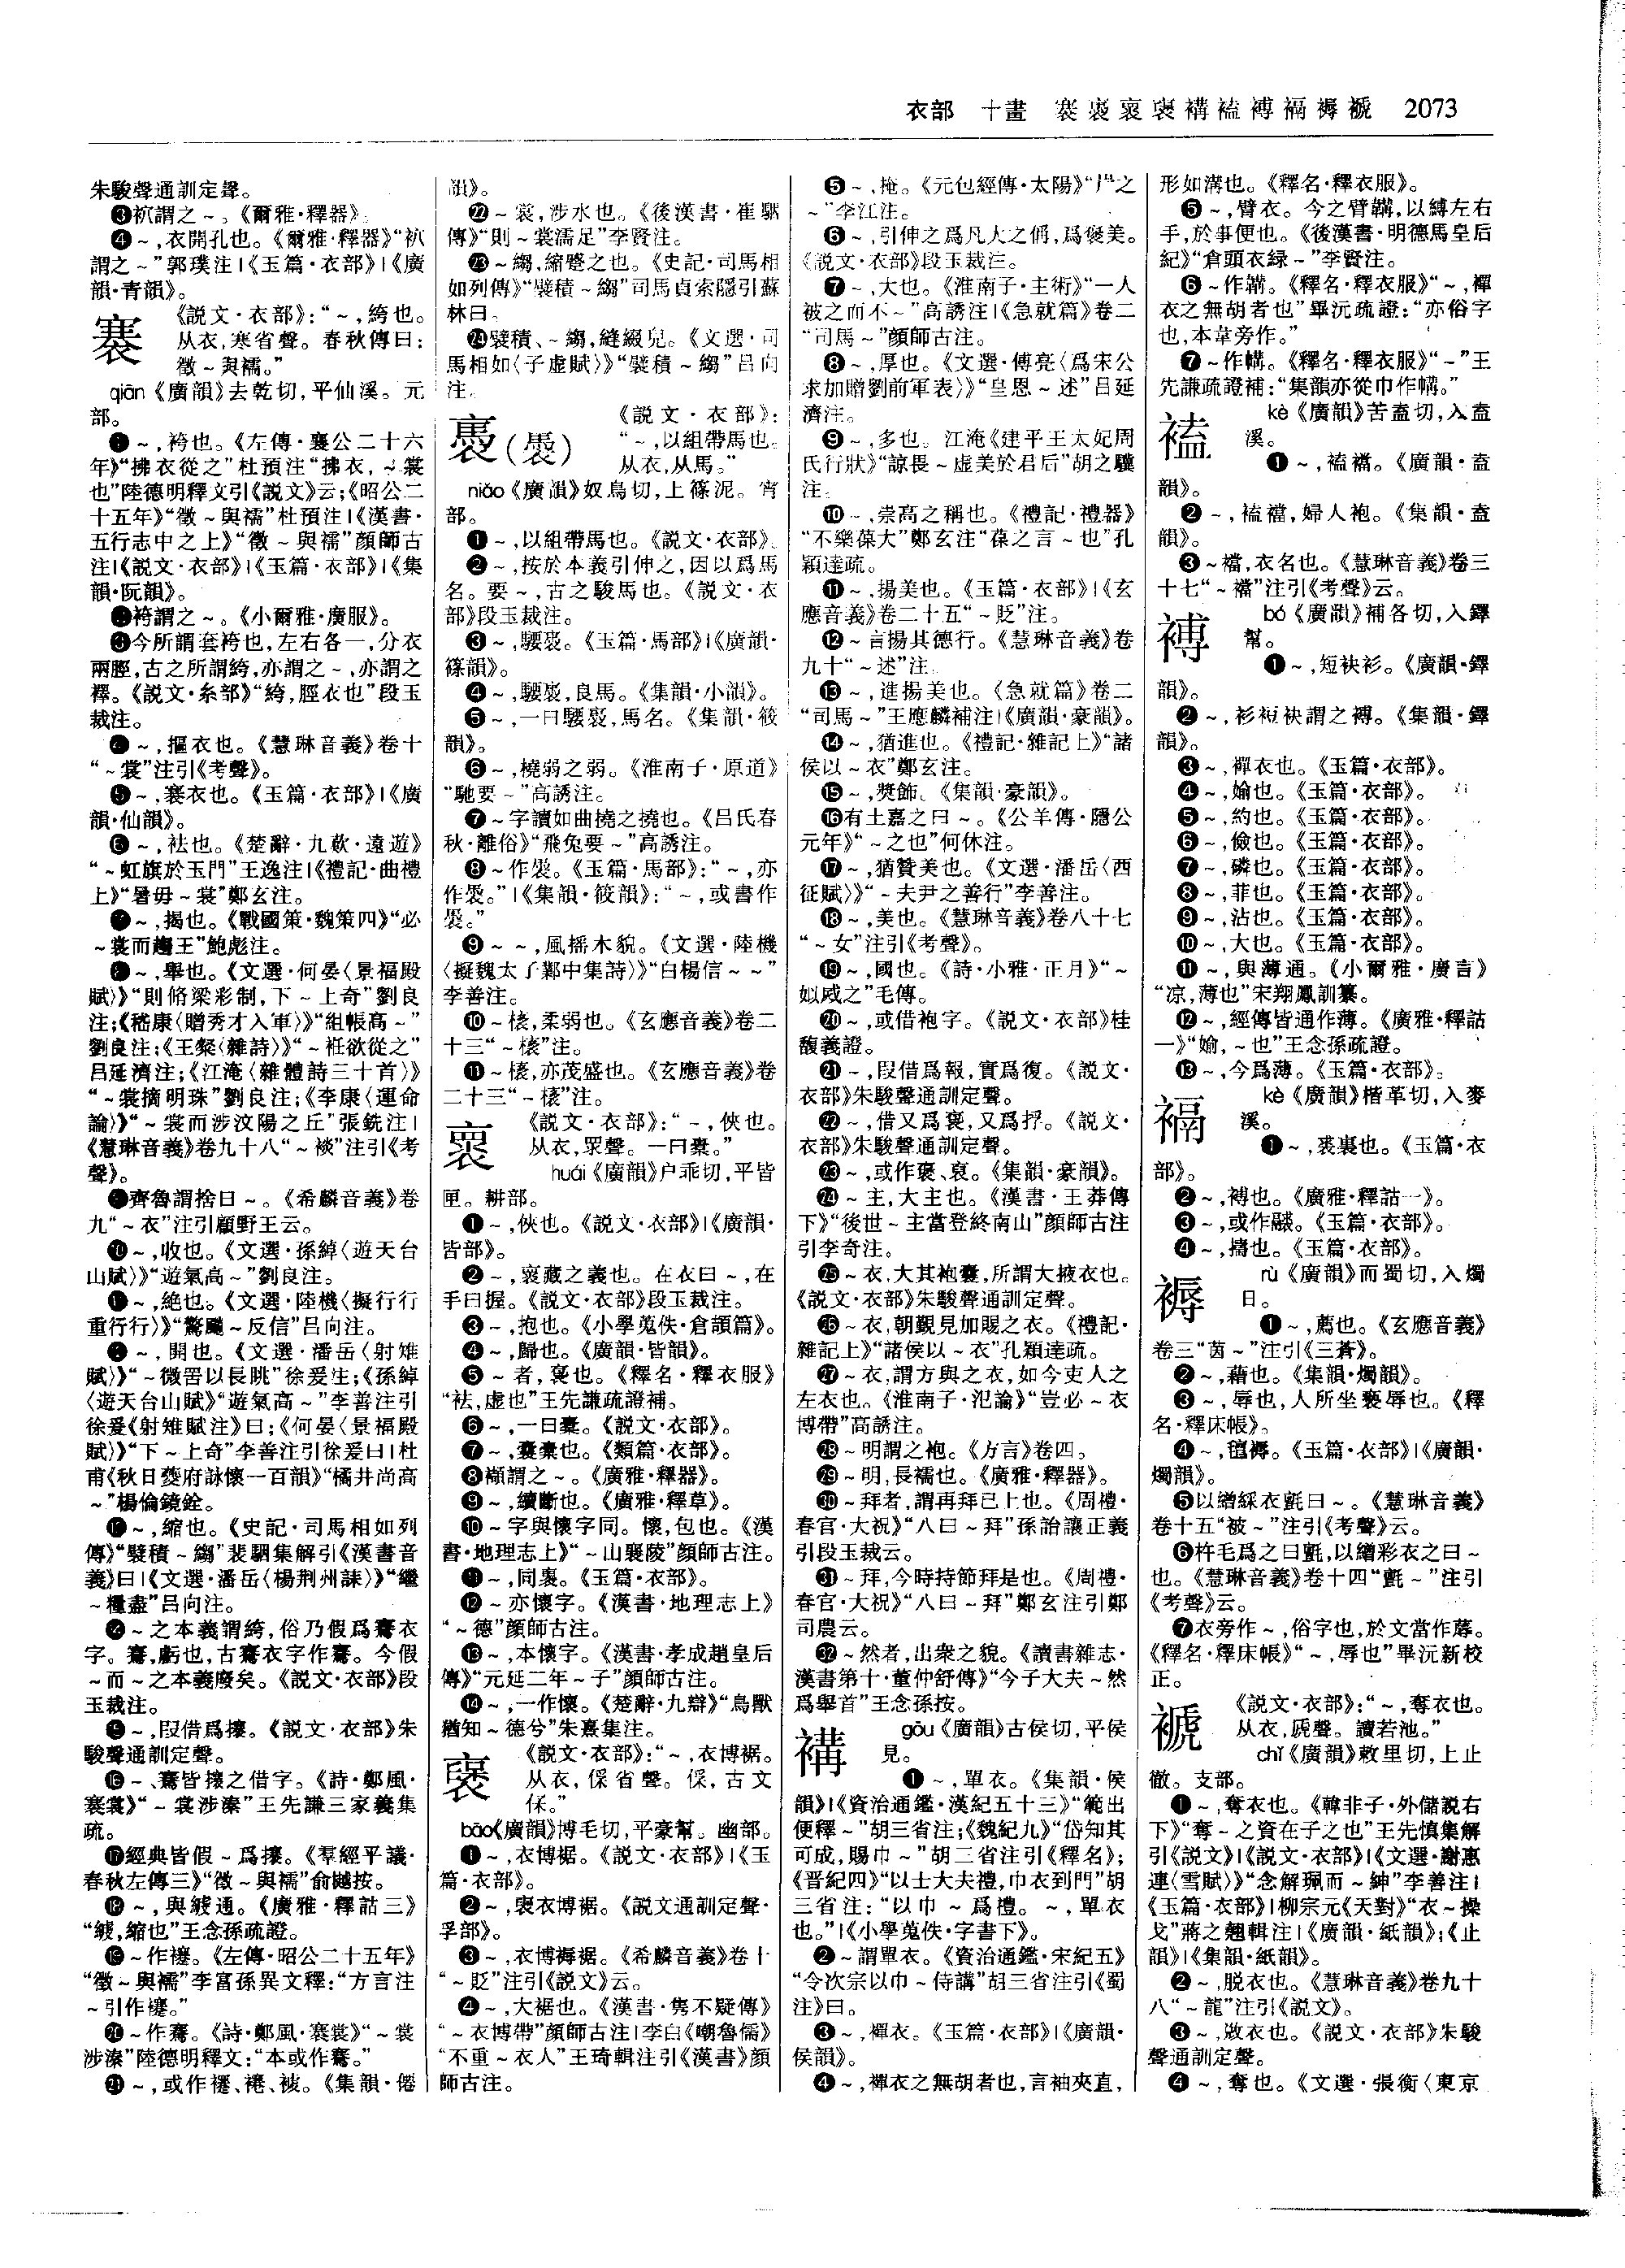 衣部　十畫　褰褭褱襃褠褴褠褔褥褫　2073
朱駿聲通訓定聲。
❸袕謂之～。《爾雅·釋器》。
❹～,衣開孔也。《爾雅·釋器》“袕
謂之～”郭璞注|《玉篇·衣部》|《廣
韻·青韻》。
褰
《説文·衣部》:“～,絝也。
从衣,寒省聲。春秋傳曰:
徵～與襦。”
qiān《廣韻》去乾切,平仙溪。元
部。
❶～,袴也。《左傳·襄公二十六
年》“拂衣從之”杜預注“拂衣,～裳
也”陸德明釋文引《説文》云;《昭公二
十五年》“徵～與襦”杜預注|《漢書·
五行志中之上》“徵～與襦”顔師古
注|《説文·衣部》|《玉篇·衣部》|《集
韻·阮韻》。
❷袴謂之～。《小爾雅·廣服》。
❸今所謂套袴也,左右各一,分衣
兩脛,古之所謂絝,亦謂之～,亦謂之
襗。《説文·糸部》“絝,脛衣也”段玉
裁注。
❹～,摳衣也。《慧琳音義》卷十
“～裳”注引《考聲》。
❺～,褰衣也。《玉篇·衣部》|《廣
韻·仙韻》。
❻～,袪也。《楚辭·九歎·遠遊》
“～虹旗於玉門”王逸注|《禮記·曲禮
上》“暑毋～裳”鄭玄注。
❼～,揭也。《戰國策·魏策四》“必
～裳而趨王”鮑彪注。
❽～,舉也。《文選·何晏〈景福殿
賦〉》“則脩梁彩制,下～上奇”劉良
注;《嵇康〈贈秀才入軍〉》“組帳高～”
劉良注;《王粲〈雜詩〉》“～袵欲從之”
吕延濟注;《江淹〈雜體詩三十首〉》
“～裳摘明珠”劉良注;《李康〈運命
論〉》“～裳而涉汶陽之丘”張銑注|
《慧琳音義》卷九十八“～裧”注引《考
聲》。
❾齊魯謂捨曰～。《希麟音義》卷
九“～衣”注引顧野王云。
❿～,收也。《文選·孫綽〈遊天台
山賦〉》“遊氣高～”劉良注。
⓫～,絶也。《文選·陸機〈擬行行
重行行〉》“驚飈～反信”吕向注。
⓬～,開也。《文選·潘岳〈射雉
賦〉》“～微罟以長眺”徐爰注;《孫綽
〈遊天台山賦》“遊氣高～”李善注引
徐爰《射雉賦注》曰;《何晏〈景福殿
賦〉》“下～上奇”李善注引徐爰曰|杜
甫《秋日夔府詠懷一百韻》“橘井尚高
～”楊倫鏡銓。
⓭～,縮也。《史記·司馬相如列
傳》“襞積～縐”裴駰集解引《漢書音
義》曰|《文選·潘岳〈楊荆州誄〉》“繼
～糧盡”吕向注。
⓮～之本義謂絝,俗乃假爲騫衣
字。騫,虧也,古騫衣字作騫。今假
～而～之本義廢矣。《説文·衣部》段
玉裁注。
⓯～,叚借爲攐。《説文·衣部》朱
駿聲通訓定聲。
⓰～、騫皆攐之借字。《詩·鄭風·
褰裳》“～裳涉溱”王先謙三家義集
疏。
⓱經典皆假～爲攐。《羣經平議·
春秋左傳三》“徵～與襦”俞樾按。
⓲～,與䌖通。《廣雅·釋詁三》
“䌖,縮也”王念孫疏證。
⓳～作襱。《左傳·昭公二十五年》
“徵～與襦”李富孫異文釋:“方言注
～引作襱。”
⓴～作騫。《詩·鄭風·褰裳》“～裳
涉溱”陸德明釋文:“本或作騫。”
㉑～,或作褼、裷、被。《集韻·僊
韻》。
㉒～裳,涉水也。《後漢書·崔駰
傳》“則～裳濡足”李賢注。
㉓～縐,縮蹙之也。《史記·司馬相
如列傳》“襞積～縐”司馬貞索隱引蘇
林曰。
㉔襞積、～縐,縫綴皃。《文選·司
馬相如〈子虚賦〉》“襞積～縐”吕向
注。
褭(裊)
《説文·衣部》:
“～,以組帶馬也。
从衣,从馬。”
niǎo《廣韻》奴鳥切,上篠泥。宵
部。
❶～,以組帶馬也。《説文·衣部》。
❷～,按於本義引伸之,因以爲馬
名。要～,古之駿馬也。《説文·衣
部》段玉裁注。
❸～,騕褭。《玉篇·馬部》|《廣韻·
篠韻》。
❹～,騕褭,良馬。《集韻·小韻》。
❺～,一曰騕褭,馬名。《集韻·筱
韻》。
❻～,橈弱之弱。《淮南子·原道》
“馳要～”高誘注。
❼～字讀如曲撓之撓也。《吕氏春
秋·離俗》“飛兔要～”高誘注。
❽～作裊。《玉篇·馬部》:“～,亦
作裊。”|《集韻·筱韻》:“～,或書作
裊。”
❾～～,風摇木貌。《文選·陸機
〈擬魏太子鄴中集詩〉》“白楊信～～”
李善注。
❿～橠,柔弱也。《玄應音義》卷二
十三“～橠”注。
⓫～橠,亦茂盛也。《玄應音義》卷
二十三“～橠”注。
褱
《説文·衣部》:“～,俠也。
从衣,眔聲。一曰橐。”
huái《廣韻》户乖切,平皆
匣。耕部。
❶～,俠也。《説文·衣部》|《廣韻·
皆部》。
❷～,褱藏之義也。在衣曰～,在
手曰握。《説文·衣部》段玉裁注。
❸～,抱也。《小學蒐佚·倉頡篇》。
❹～,歸也。《廣韻·皆韻》。
❺～者,裒也。《釋名·釋衣服》
“袪,虚也”王先謙疏證補。
❻～,一曰橐。《説文·衣部》。
❼～,囊橐也。《類篇·衣部》。
❽䙡謂之～。《廣雅·釋器》。
❾～,續斷也。《廣雅·釋草》。
❿～字與懷字同。懷,包也。《漢
書·地理志上》“～山襄陵”顔師古注。
⓫～,同裹。《玉篇·衣部》。
⓬～亦懷字。《漢書·地理志上》
“～德”顔師古注。
⓭～,本懷字。《漢書·孝成趙皇后
傳》“元延二年～子”顔師古注。
⓮～,一作懷。《楚辭·九辯》“鳥獸
猶知～德兮”朱熹集注。
襃
《説文·衣部》:“～,衣博裾。
从衣,㑒省聲。㑒,古文
保。”
bāo《廣韻》博毛切,平豪幫。幽部。
❶～,衣博裾。《説文·衣部》|《玉
篇·衣部》。
❷～,襃衣博裾。《説文通訓定聲·
孚部》。
❸～,衣博褥裾。《希麟音義》卷十
“～貶”注引《説文》云。
❹～,大裾也。《漢書·雋不疑傳》
“～衣博帶”顔師古注|李白《嘲魯儒》
“不重～衣人”王琦輯注引《漢書》顔
師古注。
❺～,掩。《元包經傳·太陽》“尸之
～”李江注。
❻～,引伸之爲凡大之偁,爲襃美。
《説文·衣部》段玉裁注。
❼～,大也。《淮南子·主術》“一人
被之而不～”高誘注|《急就篇》卷二
“司馬～”顔師古注。
❽～,厚也。《文選·傅亮〈爲宋公
求加贈劉前軍表〉》“皇恩～述”吕延
濟注。
❾～,多也。江淹《建平王太妃周
氏行狀》“諒畏～虚美於君后”胡之驥
注。
❿～,崇高之稱也。《禮記·禮器》
“不樂葆大”鄭玄注“葆之言～也”孔
穎達疏。
⓫～,揚美也。《玉篇·衣部》|《玄
應音義》卷二十五“～貶”注。
⓬～言揚其德行。《慧琳音義》卷
九十“～述”注。
⓭～,進揚美也。《急就篇》卷二
“司馬～”王應麟補注|《廣韻·豪韻》。
⓮～,猶進也。《禮記·雜記上》“諸
侯以～衣”鄭玄注。
⓯～,獎飾。《集韻·豪韻》。
⓰有土嘉之曰～。《公羊傳·隱公
元年》“～之也”何休注。
⓱～,猶贊美也。《文選·潘岳〈西
征賦〉》“～夫尹之善行”李善注。
⓲～,美也。《慧琳音義》卷八十七
“～女”注引《考聲》。
⓳～,國也。《詩·小雅·正月》“～
姒烕之”毛傳。
⓴～,或借袍字。《説文·衣部》桂
馥義證。
㉑～,叚借爲報,實爲復。《説文·
衣部》朱駿聲通訓定聲。
㉒～,借又爲裒,又爲捊。《説文·
衣部》朱駿聲通訓定聲。
㉓～,或作褒、裒。《集韻·豪韻》。
㉔～主,大主也。《漢書·王莽傳
下》“後世～主當登終南山”顔師古注
引李奇注。
㉕～衣,大其袍囊,所謂大掖衣也。
《説文·衣部》朱駿聲通訓定聲。
㉖～衣,朝覲見加賜之衣。《禮記·
雜記上》“諸侯以～衣”孔穎達疏。
㉗～衣,謂方與之衣,如今吏人之
左衣也。《淮南子·氾論》“豈必～衣
博帶”高誘注。
㉘～明謂之袍。《方言》卷四。
㉙～明,長襦也。《廣雅·釋器》。
㉚～拜者,謂再拜已上也。《周禮·
春官·大祝》“八曰～拜”孫詒讓正義
引段玉裁云。
㉛～拜,今時持節拜是也。《周禮·
春官·大祝》“八曰～拜”鄭玄注引鄭
司農云。
㉜～然者,出衆之貌。《讀書雜志·
漢書第十·董仲舒傳》“今子大夫～然
爲舉首”王念孫按。
褠
gōu《廣韻》古侯切,平侯
見。
❶～,單衣。《集韻·侯
韻》|《資治通鑑·漢紀五十三》“範出
便釋～”胡三省注;《魏紀九》“岱知其
可成,賜巾～”胡三省注引《釋名》;
《晋紀四》“以士大夫禮,巾衣到門”胡
三省注:“以巾～爲禮。～,單衣
也。”|《小學蒐佚·字書下》。
❷～謂單衣。《資治通鑑·宋紀五》
“令次宗以巾～侍講”胡三省注引《蜀
注》曰。
❸～,襌衣。《玉篇·衣部》|《廣韻·
侯韻》。
❹～,襌衣之無胡者也,言袖夾直,
形如溝也。《釋名·釋衣服》。
❺～,臂衣。今之臂韝,以縛左右
手,於事便也。《後漢書·明德馬皇后
紀》“倉頭衣緑～”李賢注。
❻～作韝。《釋名·釋衣服》“～,襌
衣之無胡者也”畢沅疏證:“亦俗字
也,本韋旁作。”
❼～作幬。《釋名·釋衣服》“～”王
先謙疏證補:“集韻亦從巾作幬。”
榼
kè《廣韻》苦盍切,入盍
溪。
❶～,䙎襠。《廣韻·盍
韻》。
❷～,䙎襠,婦人袍。《集韻·盍
韻》。
❸～襠,衣名也。《慧琳音義》卷三
十七“～襠”注引《考聲》云。
䙏
bó《廣韻》補各切,入鐸
幫。
❶～,短袂衫。《廣韻·鐸
韻》。
❷～,衫短袂謂之䙏。《集韻·鐸
韻》。
❸～,襌衣也。《玉篇·衣部》。
❹～,婾也。《玉篇·衣部》。
❺～,約也。《玉篇·衣部》。
❻～,儉也。《玉篇·衣部》。
❼～,磷也。《玉篇·衣部》。
❽～,菲也。《玉篇·衣部》。
❾～,沾也。《玉篇·衣部》。
❿～,大也。《玉篇·衣部》。
⓫～,與薄通。《小爾雅·廣言》
“凉,薄也”宋翔鳳訓纂。
⓬～,經傳皆通作薄。《廣雅·釋詁
一》“婾,～也”王念孫疏證。
⓭～,今爲薄。《玉篇·衣部》。
䙐
kè《廣韻》楷革切,入麥
溪。
❶～,裘裏也。《玉篇·衣
部》。
❷～,䙏也。《廣雅·釋詁一》。
❸～,或作䰛。《玉篇·衣部》。
❹～,擣也。《玉篇·衣部》。
褥
rù《廣韻》而蜀切,入燭
日。
❶～,薦也。《玄應音義》
卷三“茵～”注引《三蒼》。
❷～,藉也。《集韻·燭韻》。
❸～,辱也,人所坐褻辱也。《釋
名·釋床帳》。
❹～,氊褥。《玉篇·衣部》|《廣韻·
燭韻》。
❺以繒綵衣氈曰～。《慧琳音義》
卷十五“被～”注引《考聲》云。
❻杵毛爲之曰氈,以繒彩衣之曰～
也。《慧琳音義》卷十四“氈～”注引
《考聲》云。
❼衣旁作～,俗字也,於文當作蓐。
《釋名·釋床帳》“～,辱也”畢沅新校
正。
褫
《説文·衣部》:“～,奪衣也。
从衣,虒聲。讀若池。”
chǐ《廣韻》敕里切,上止
徹。支部。
❶～,奪衣也。《韓非子·外儲説右
下》“奪～之資在子之也”王先慎集解
引《説文》|《説文·衣部》|《文選·謝惠
連〈雪賦〉》“念解珮而～紳”李善注|
《玉篇·衣部》|柳宗元《天對》“衣～操
戈”蔣之翹輯注|《廣韻·紙韻》;《止
韻》|《集韻·紙韻》。
❷～,脱衣也。《慧琳音義》卷九十
八“～龍”注引《説文》。
❸～,敚衣也。《説文·衣部》朱駿
聲通訓定聲。
❹～,奪也。《文選·張衡〈東京